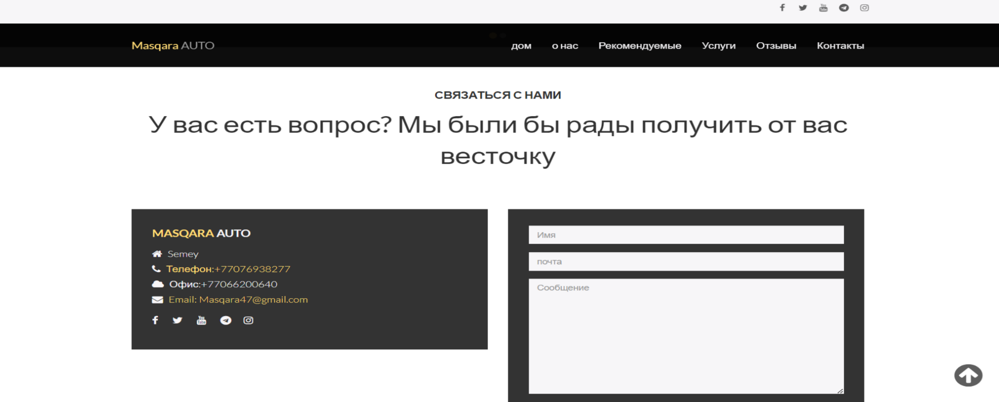 Masqara AUTO
дом о нас Рекомендуемые Услуги Отзывы Контакты
СВЯЗАТЬСЯ С НАМИ
У вас есть вопрос? Мы были бы рады получить от вас
весточку
MASQARA AUTO
Semey
Телефон:+77076938277
Офис:+77066200640
Email: Masqara47@gmail.com
Имя
почта
Сообщение